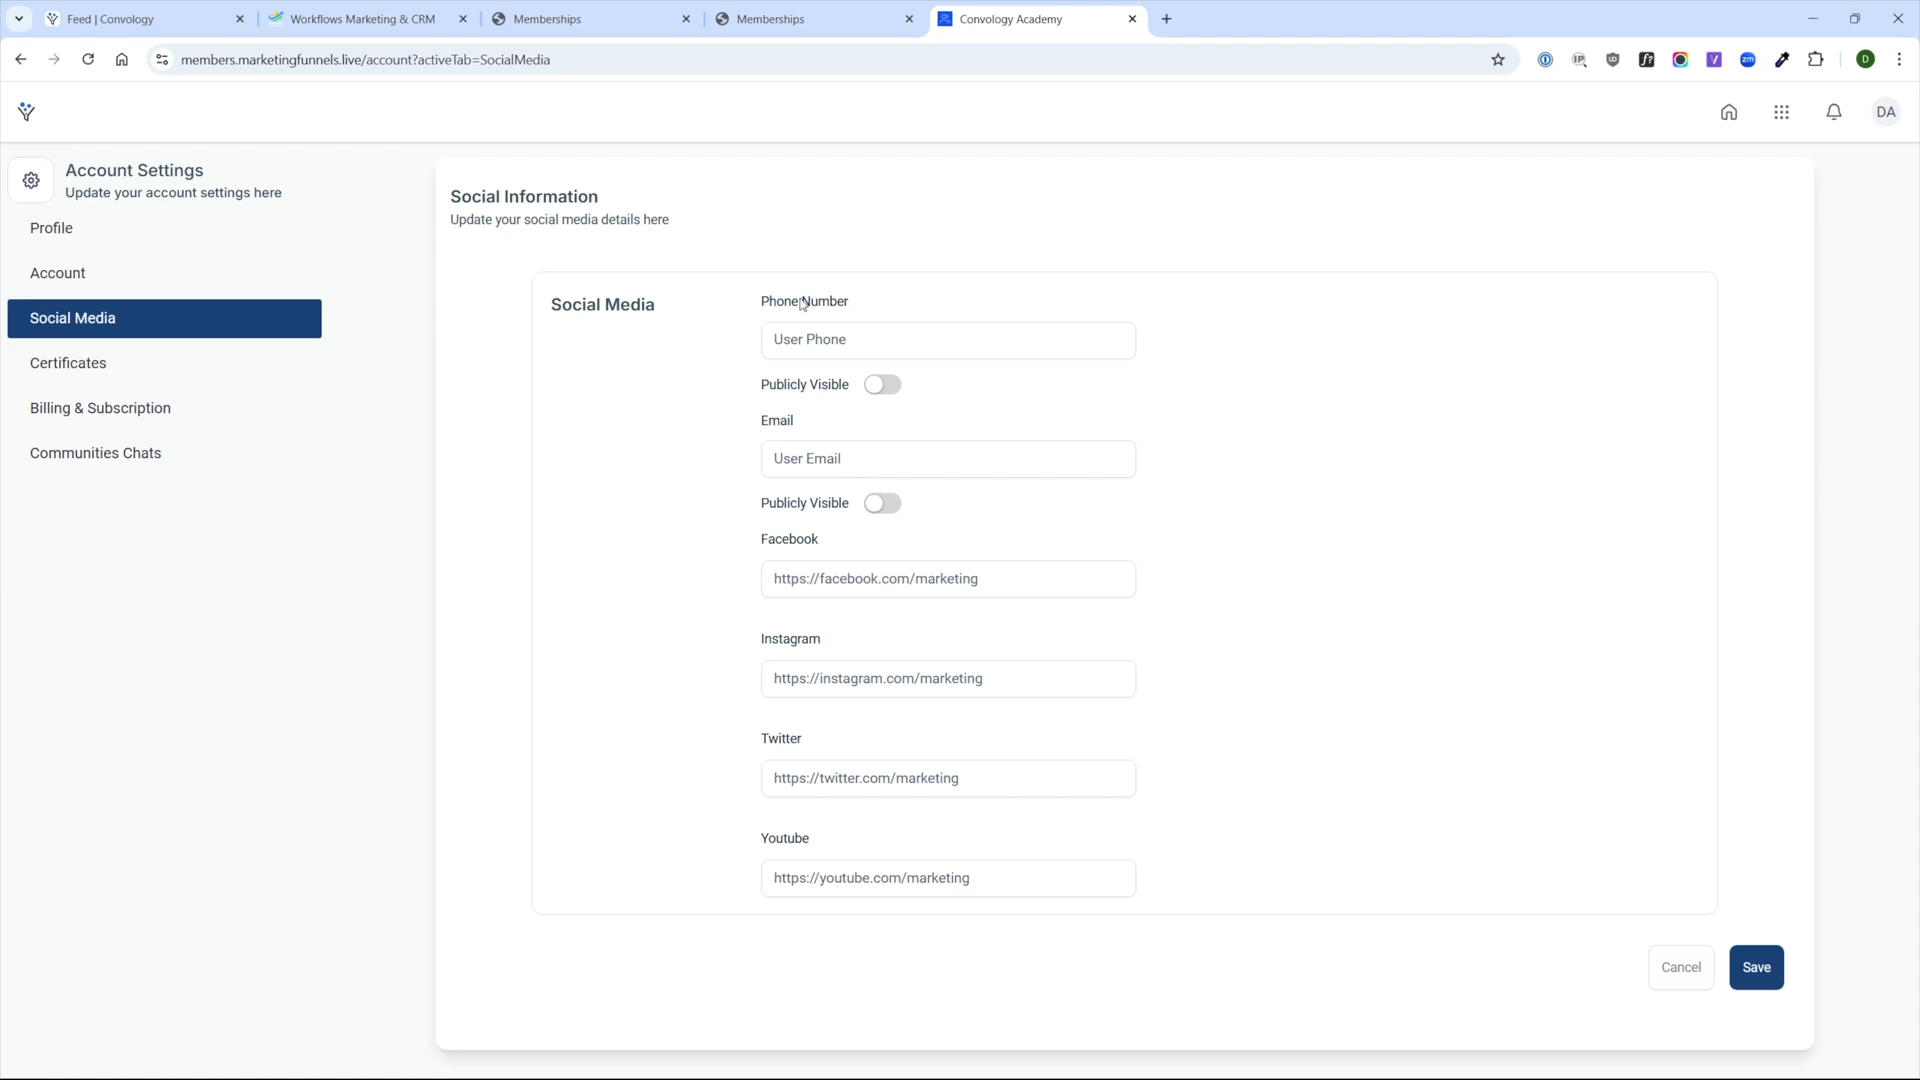 Feed | Convology
Workflows Marketing & CRM
Memberships
Memberships
Convology Academy
members.marketingfunnels.live/account?activeTab=SocialMedia
IP
f?
V
zm
D
DA
Account Settings
Update your account settings here
Profile
Account
Social Media
Certificates
Billing & Subscription
Communities Chats
Social Information
Update your social media details here
Social Media
Phone Number
User Phone
Publicly Visible
Email
User Email
Publicly Visible
Facebook
https://facebook.com/marketing
Instagram
https://instagram.com/marketing
Twitter
https://twitter.com/marketing
Youtube
https://youtube.com/marketing
Cancel
Save